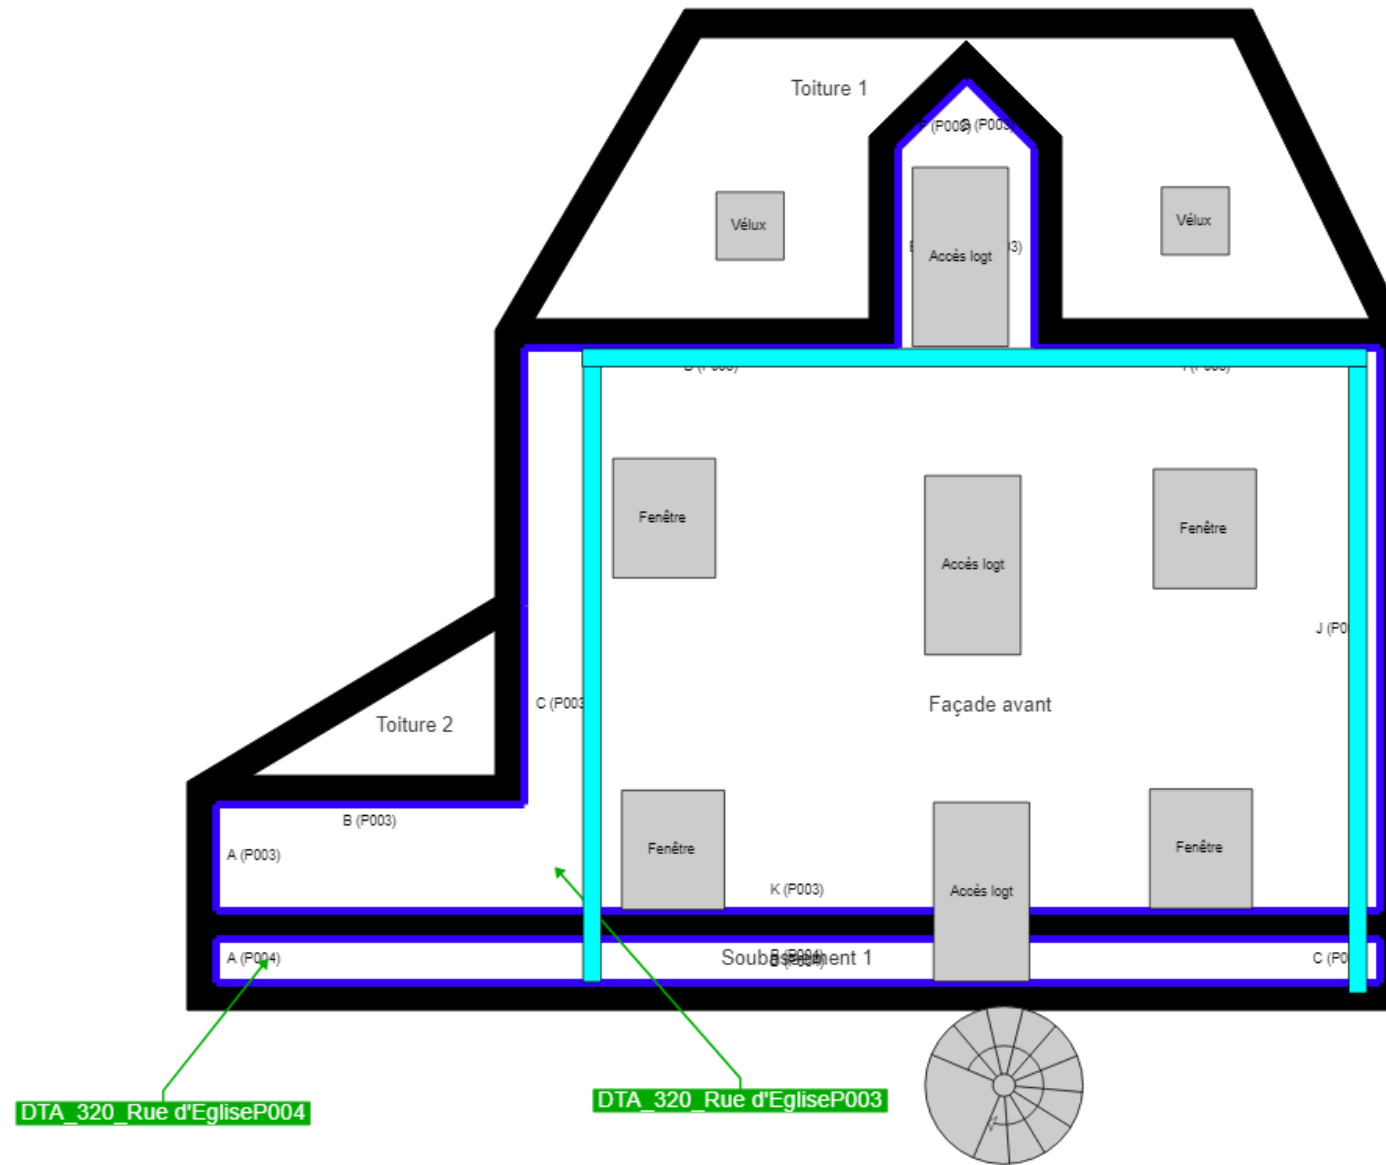 Toiture 1
G (P003)
Vélux
Vélux
Accès logt
Fenêtre
Fenêtre
Accès logt
J (P0
C (P003
Façade avant
Toiture 2
B (P003)
A (P003)
Fenêtre
Fenêtre
K (P003)
Accès logt
A (P004)
Soubassement 1
C (P0
DTA_320_Rue d'EgliseP003
DTA_320_Rue d'EgliseP004